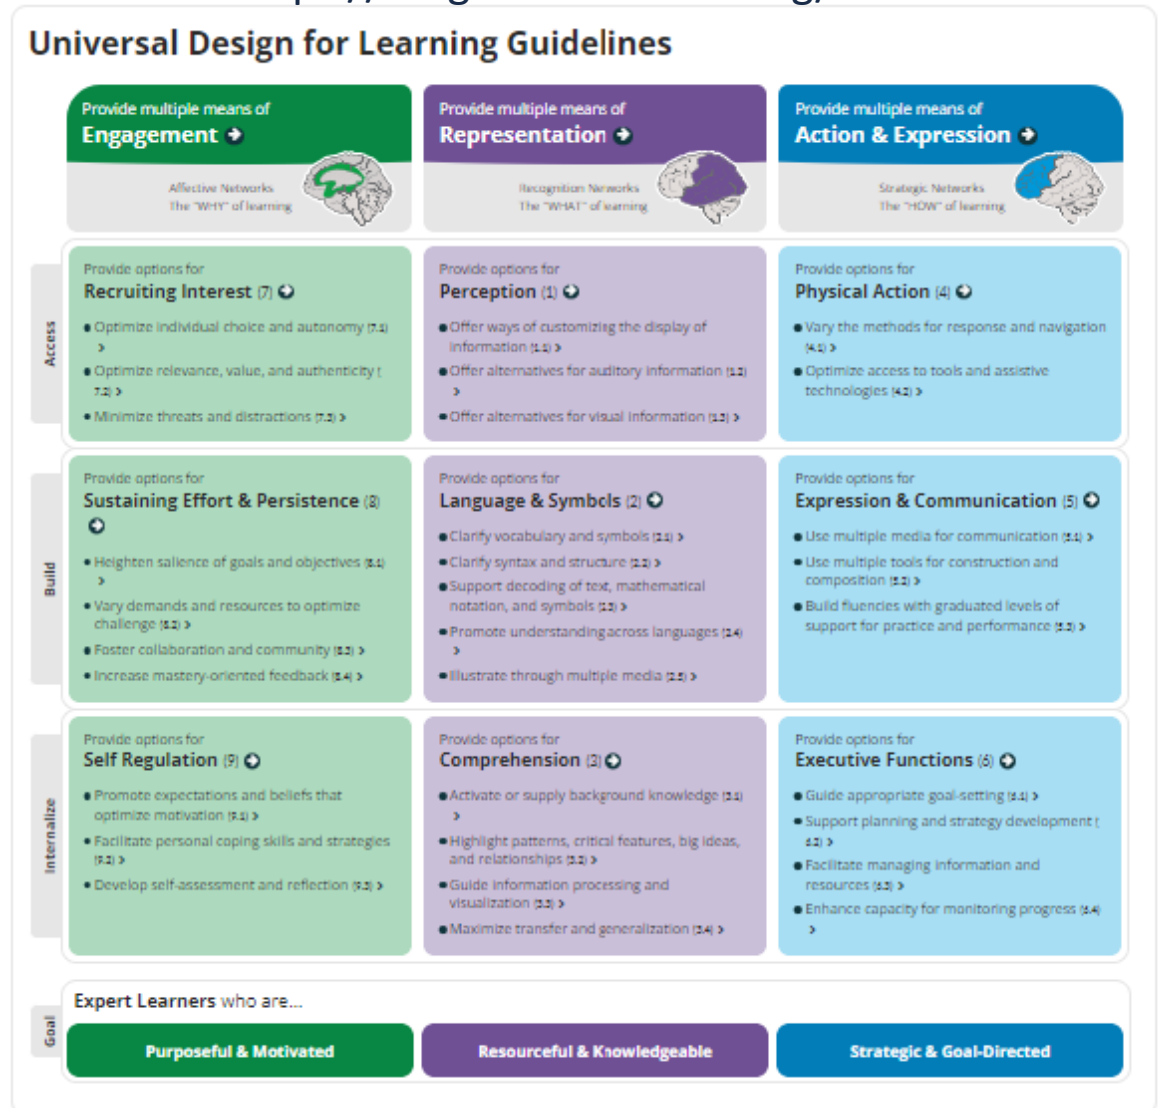 Universal Design for Learning Guidelines
Provide multiple means of
Engagement
Affective Networks
The "WHY" of learning
Provide multiple means of
Representation
Recognition Networks
The "WHAT" of learning
Provide multiple means of
Action & Expression
Strategic Networks
The "HOW" of learning
Access
Provide options for
Recruiting Interest (7)
Optimize individual choice and autonomy (7.1)
Optimize relevance, value, and authenticity (
7.2)
Minimize threats and distractions (7.3)
Provide options for
Perception (1)
Offer ways of customizing the display of
information (1.1)
Offer alternatives for auditory information (1.2)
Offer alternatives for visual information (1.3)
Provide options for
Physical Action (4)
Vary the methods for response and navigation
(4.1)
Optimize access to tools and assistive
technologies (4.2)
Build
Provide options for
Sustaining Effort & Persistence (8)
Heighten salience of goals and objectives (8.1)
Vary demands and resources to optimize
challenge (8.2)
Foster collaboration and community (8.3)
Increase mastery-oriented feedback (8.4)
Provide options for
Language & Symbols (2)
Clarify vocabulary and symbols (2.1)
Clarify syntax and structure (2.2)
Support decoding of text, mathematical
notation, and symbols (2.3)
Promote understanding across languages (2.4)
Illustrate through multiple media (2.5)
Provide options for
Expression & Communication (5)
Use multiple media for communication (5.1)
Use multiple tools for construction and
composition (5.2)
Build fluencies with graduated levels of
support for practice and performance (5.3)
Internalize
Provide options for
Self Regulation (9)
Promote expectations and beliefs that
optimize motivation (9.1)
Facilitate personal coping skills and strategies
(9.2)
Develop self-assessment and reflection (9.3)
Provide options for
Comprehension (3)
Activate or supply background knowledge (3.1)
Highlight patterns, critical features, big ideas,
and relationships (3.2)
Guide information processing and
visualization (3.3)
Maximize transfer and generalization (3.4)
Provide options for
Executive Functions (6)
Guide appropriate goal-setting (6.1)
Support planning and strategy development (
6.2)
Facilitate managing information and
resources (6.3)
Enhance capacity for monitoring progress (6.4)
Goal
Expert Learners who are...
Purposeful & Motivated
Resourceful & Knowledgeable
Strategic & Goal-Directed